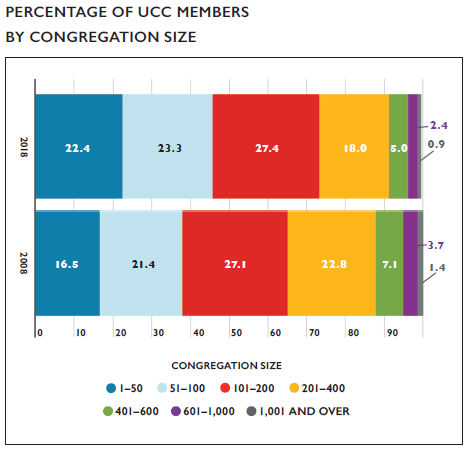 PERCENTAGE OF UCC MEMBERS
BY CONGREGATION SIZE
2018
22.4
23.3
27.4
18.0
5.0
2.4
0.9
2008
16.5
21.4
27.1
22.8
7.1
3.7
1.4
0 10 20 30 40 50 60 70 80 90
CONGREGATION SIZE
1–50 51–100 101–200 201–400
401–600 601–1,000 1,001 AND OVER